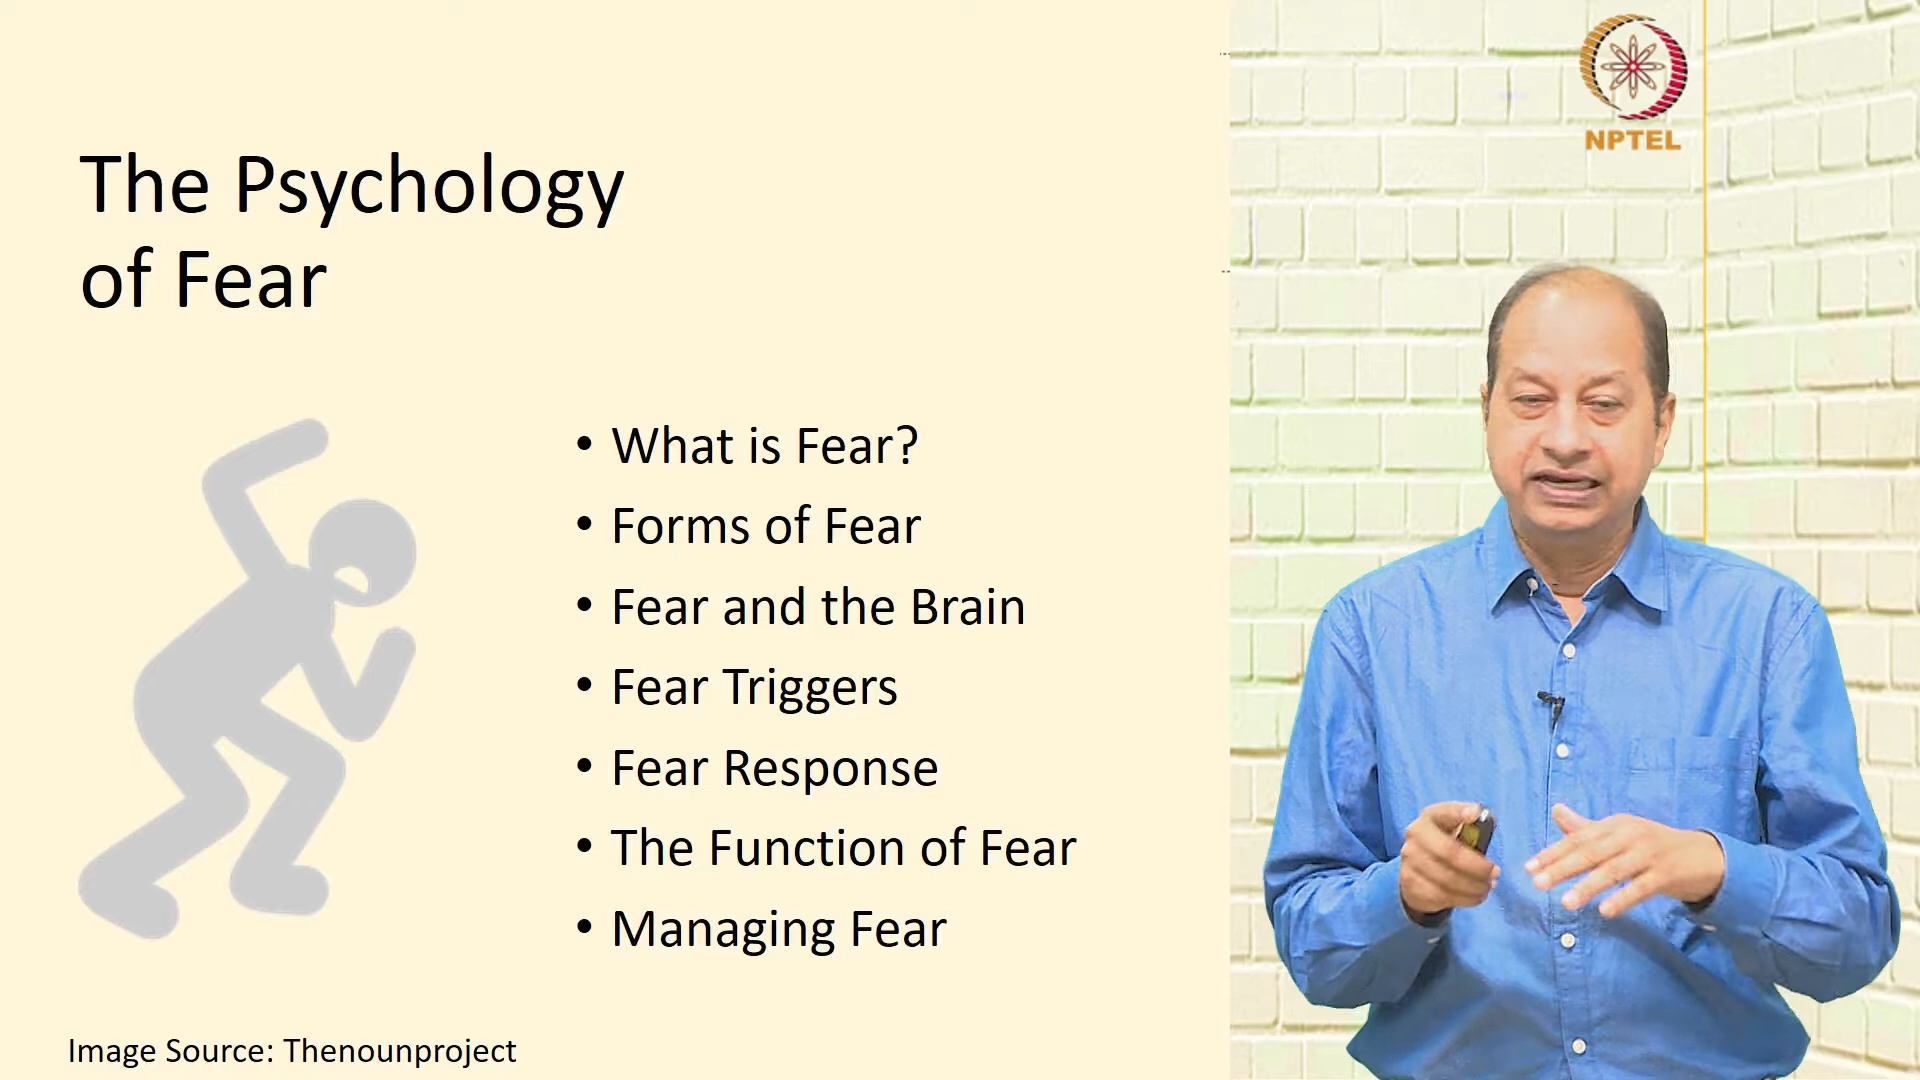 NPTEL
The Psychology
of Fear
• What is Fear?
• Forms of Fear
• Fear and the Brain
• Fear Triggers
• Fear Response
• The Function of Fear
• Managing Fear
Image Source: Thenounproject